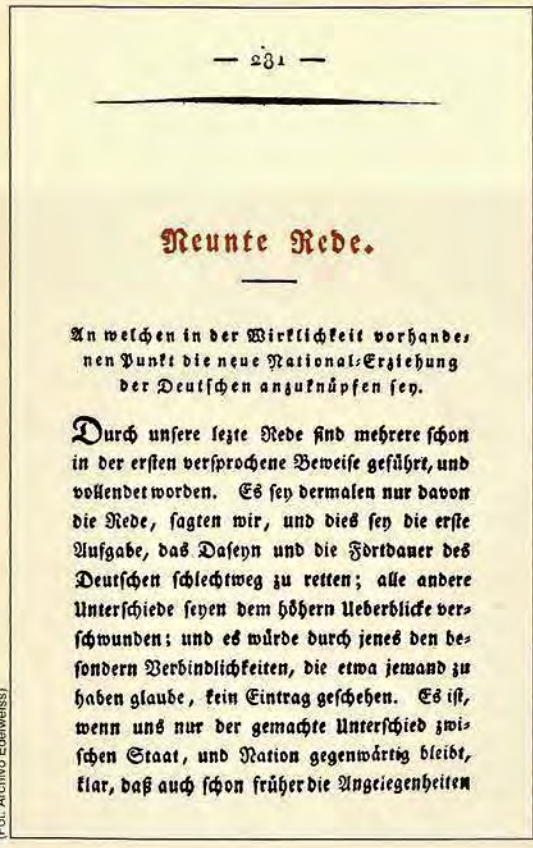 — 281 —
Neunte Rede.
An welchen in der Wirklichkeit vorhande-
nen Punkt die neue National-Erziehung
der Deutschen anzuknüpfen sey.
Durch unsere lezte Rede sind mehrere schon
in der ersten versprochene Beweise geführt, und
vollendet worden. Es sey dermalen nur davon
die Rede, sagten wir, und dies sey die erste
Aufgabe, das Daseyn und die Fortdauer des
Deutschen schlechtweg zu retten; alle andere
Unterschiede seyen dem höhern Ueberblicke ver-
schwunden; und es würde durch jenes den be-
sondern Verbindlichkeiten, die etwa jemand zu
haben glaube, kein Eintrag geschehen. Es ist,
wenn uns nur der gemachte Unterschied zwi-
schen Staat, und Nation gegenwärtig bleibt,
klar, daß auch schon früher die Angelegenheiten
(Fot. Archivo Edelweiss)